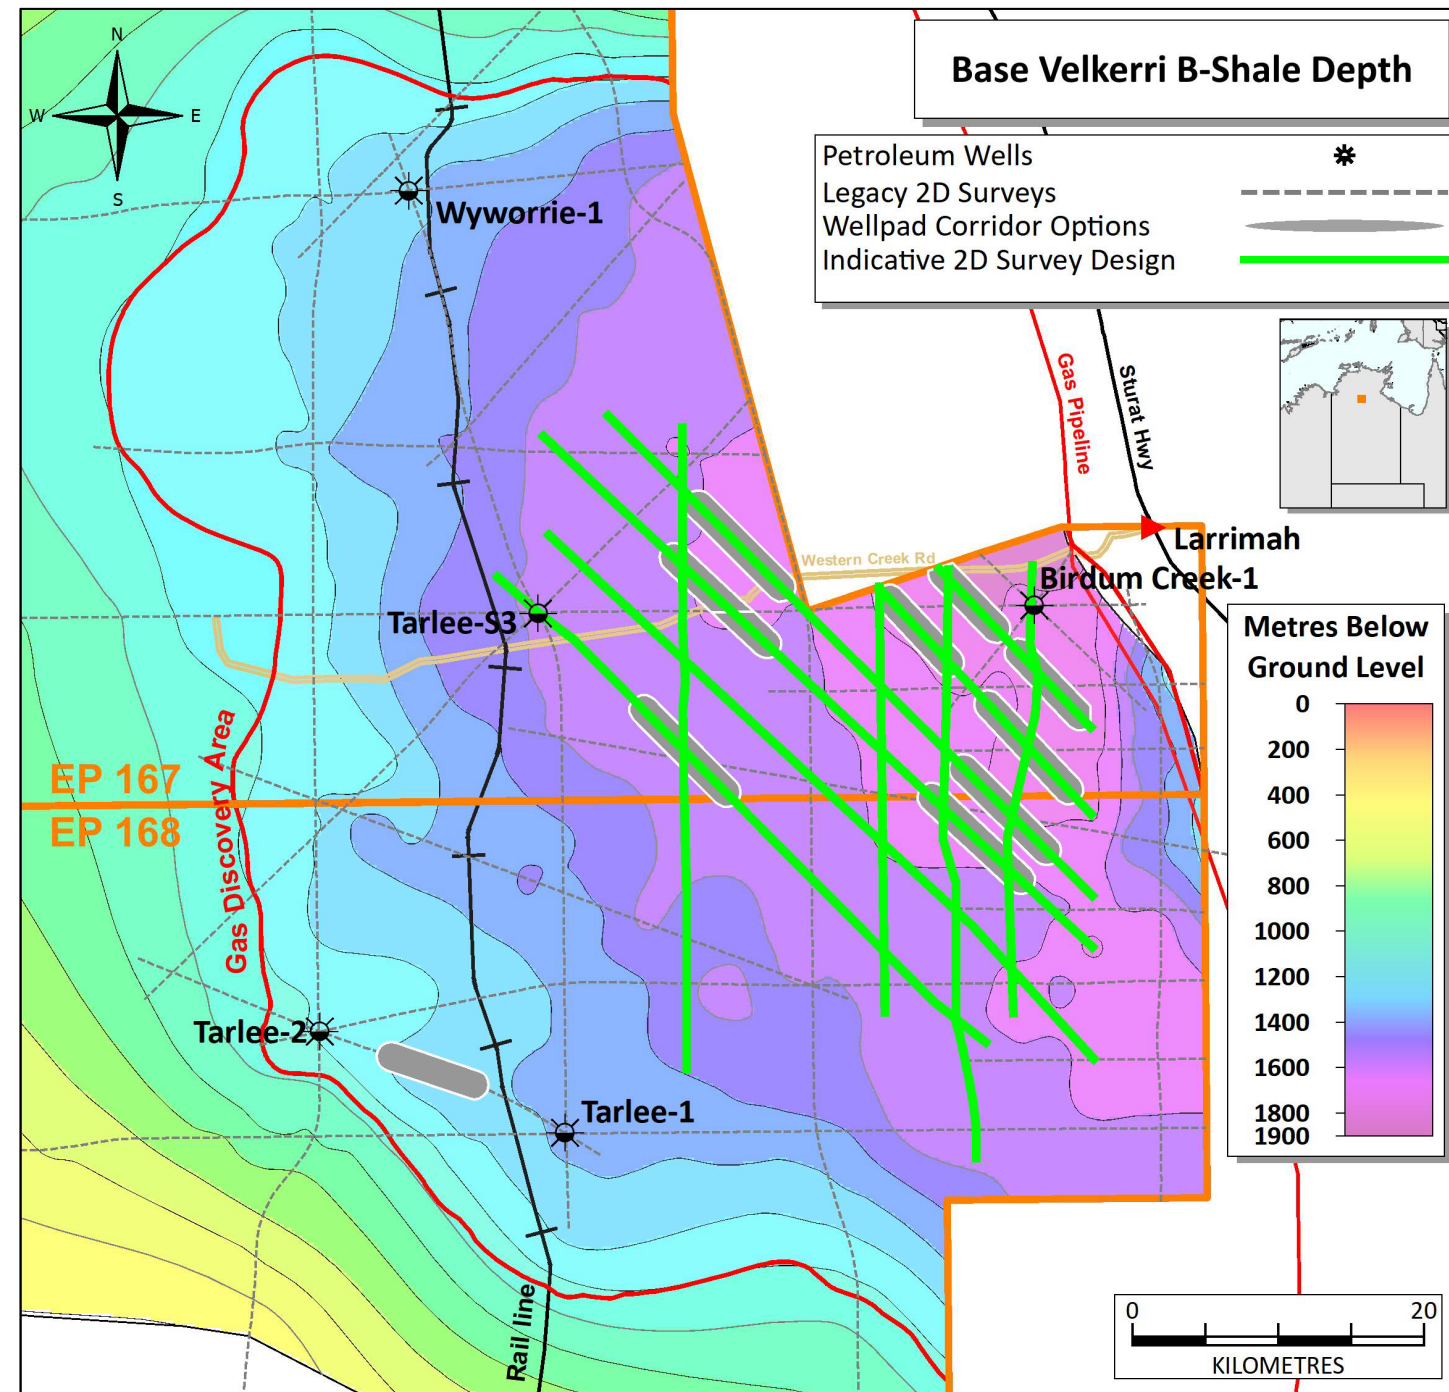 N
W
E
S
Base Velkerri B-Shale Depth
Petroleum Wells
Legacy 2D Surveys
Wellpad Corridor Options
Indicative 2D Survey Design
Wyworrie-1
Gas Pipeline
Sturat Hwy
Larrimah
Western Creek Rd
Birdum Creek-1
Tarlee-S3
Metres Below
Ground Level
0
200
400
600
800
1000
1200
1400
1600
1800
1900
EP 167
EP 168
Gas Discovery Area
Tarlee-2
Tarlee-1
Rail line
0
20
KILOMETRES